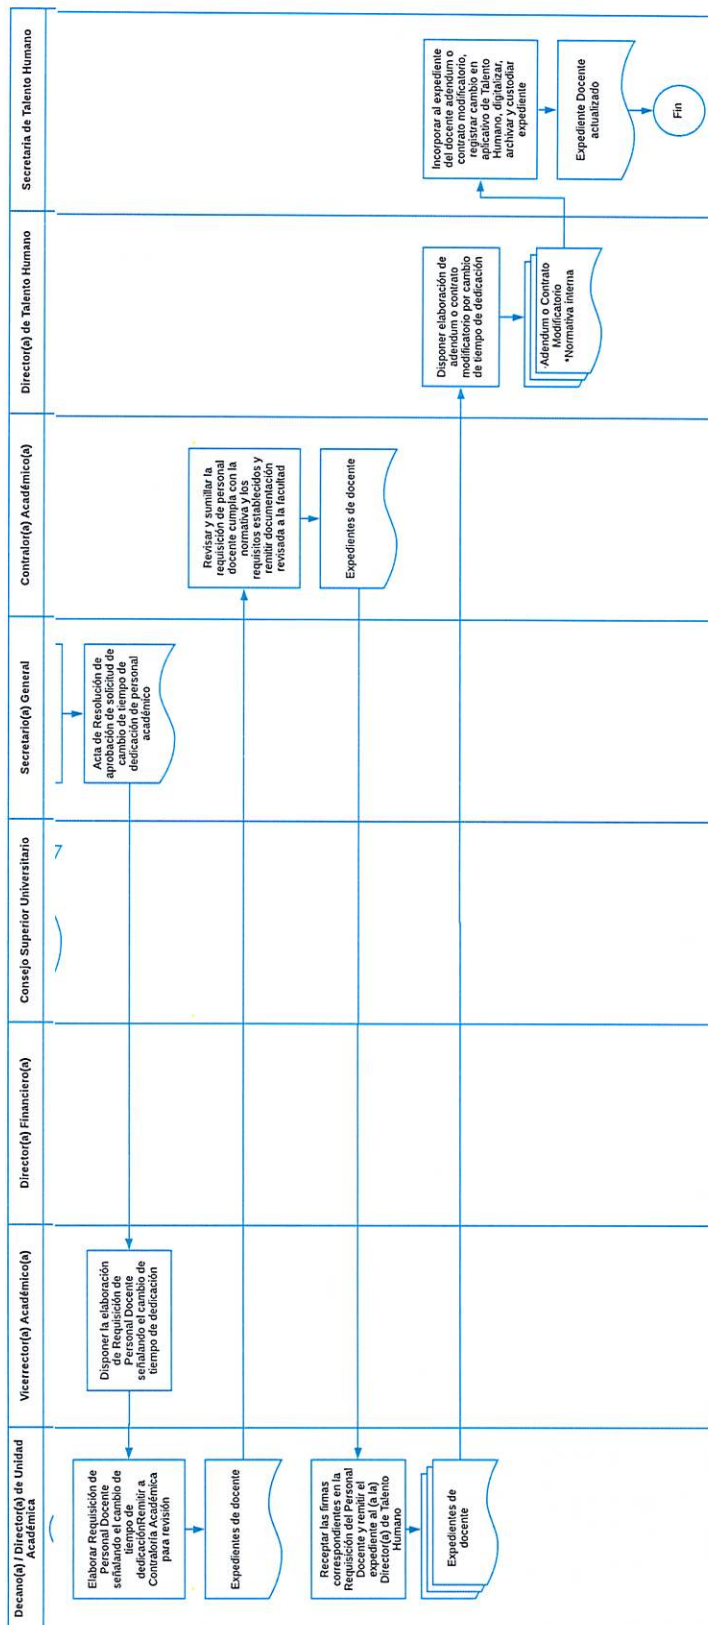 Decano(a) / Director(a) de Unidad
Académica
Vicerrector(a) Académico(a)
Director(a) Financiero(a)
Consejo Superior Universitario
Secretario(a) General
Contralor(a) Académico(a)
Director(a) de Talento Humano
Secretaria de Talento Humano
Acta de Resolución de
aprobación de solicitud de
cambio de tiempo de
dedicación de personal
académico
Disponer la elaboración
de Requisición de
Personal Docente
señalando el cambio de
tiempo de dedicación
Elaborar Requisición de
Personal Docente
señalando el cambio de
tiempo de
dedicaciónRemitir a
Contraloría Académica
para revisión
Expedientes de docente
Revisar y sumillar la
requisición de personal
docente cumpla con la
normativa y los
requisitos establecidos y
remitir documentación
revisada a la facultad
Expedientes de docente
Receptar las firmas
correspondientes en la
Requisición del Personal
Docente y remitir el
expediente al (a la)
Director(a) de Talento
Humano
Expedientes de
docente
Disponer elaboración de
adendum o contrato
modificatorio por cambio
de tiempo de dedicación
-Adendum o Contrato
Modificatorio
*Normativa interna
Incorporar al expediente
del docente adendum o
contrato modificatorio,
registrar cambio en
aplicativo de Talento
Humano, digitalizar,
archivar y custodiar
expediente
Expediente Docente
actualizado
Fin